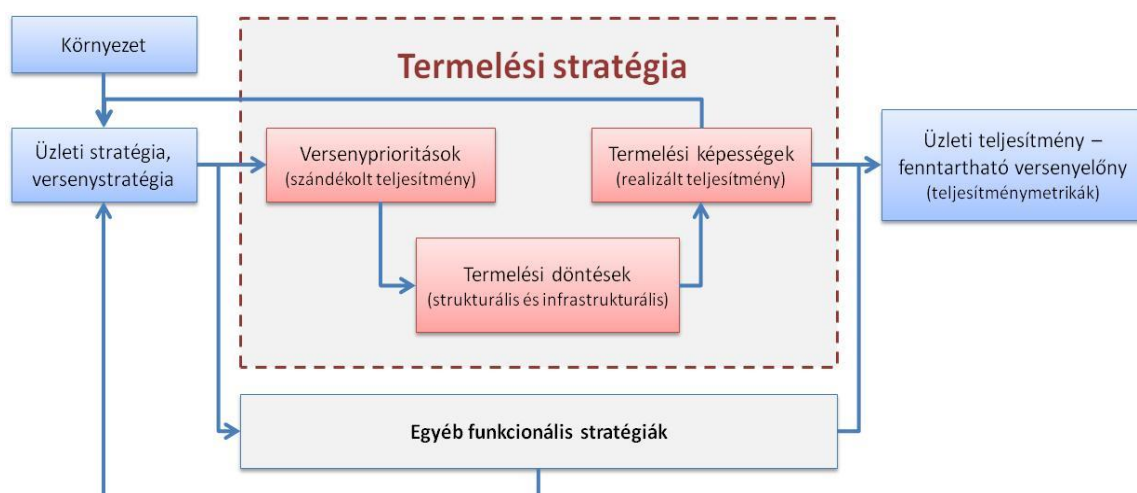 Környezet
Termelési stratégia
Üzleti stratégia,
versenystratégia
Versenyprioritások
(szándékolt teljesítmény)
Termelési képességek
(realizált teljesítmény)
Üzleti teljesítmény –
fenntartható versenyelőny
(teljesítménymetrikák)
Termelési döntések
(strukturális és infrastrukturális)
Egyéb funkcionális stratégiák